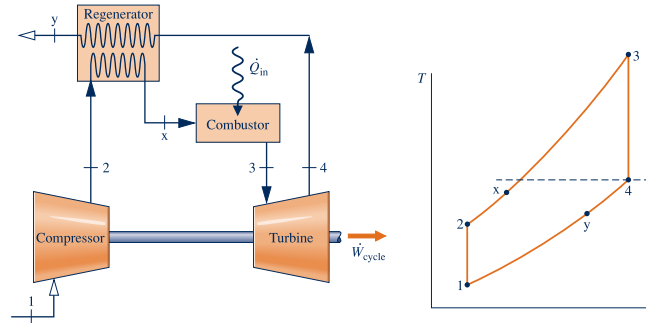 y
Regenerator
Q̇in
x
Combustor
2
3
4
Compressor
Turbine
Ẇcycle
1
T
3
x
4
2
y
1